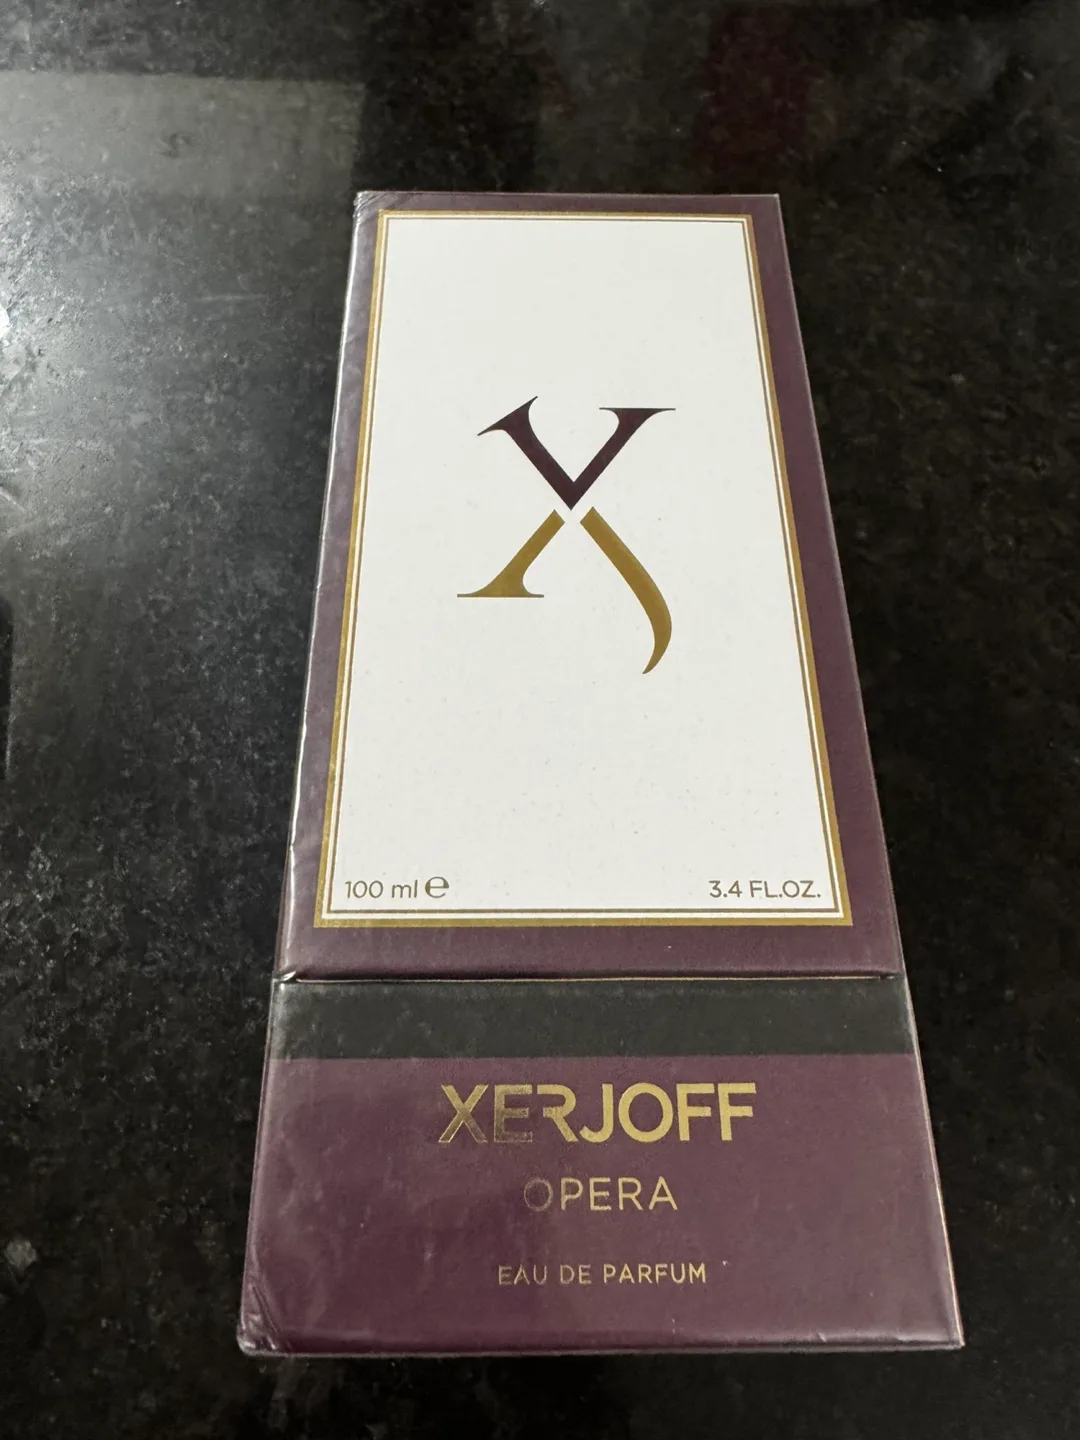 X
100 ml ℮ 3.4 FL.OZ.
XERJOFF
OPERA
EAU DE PARFUM